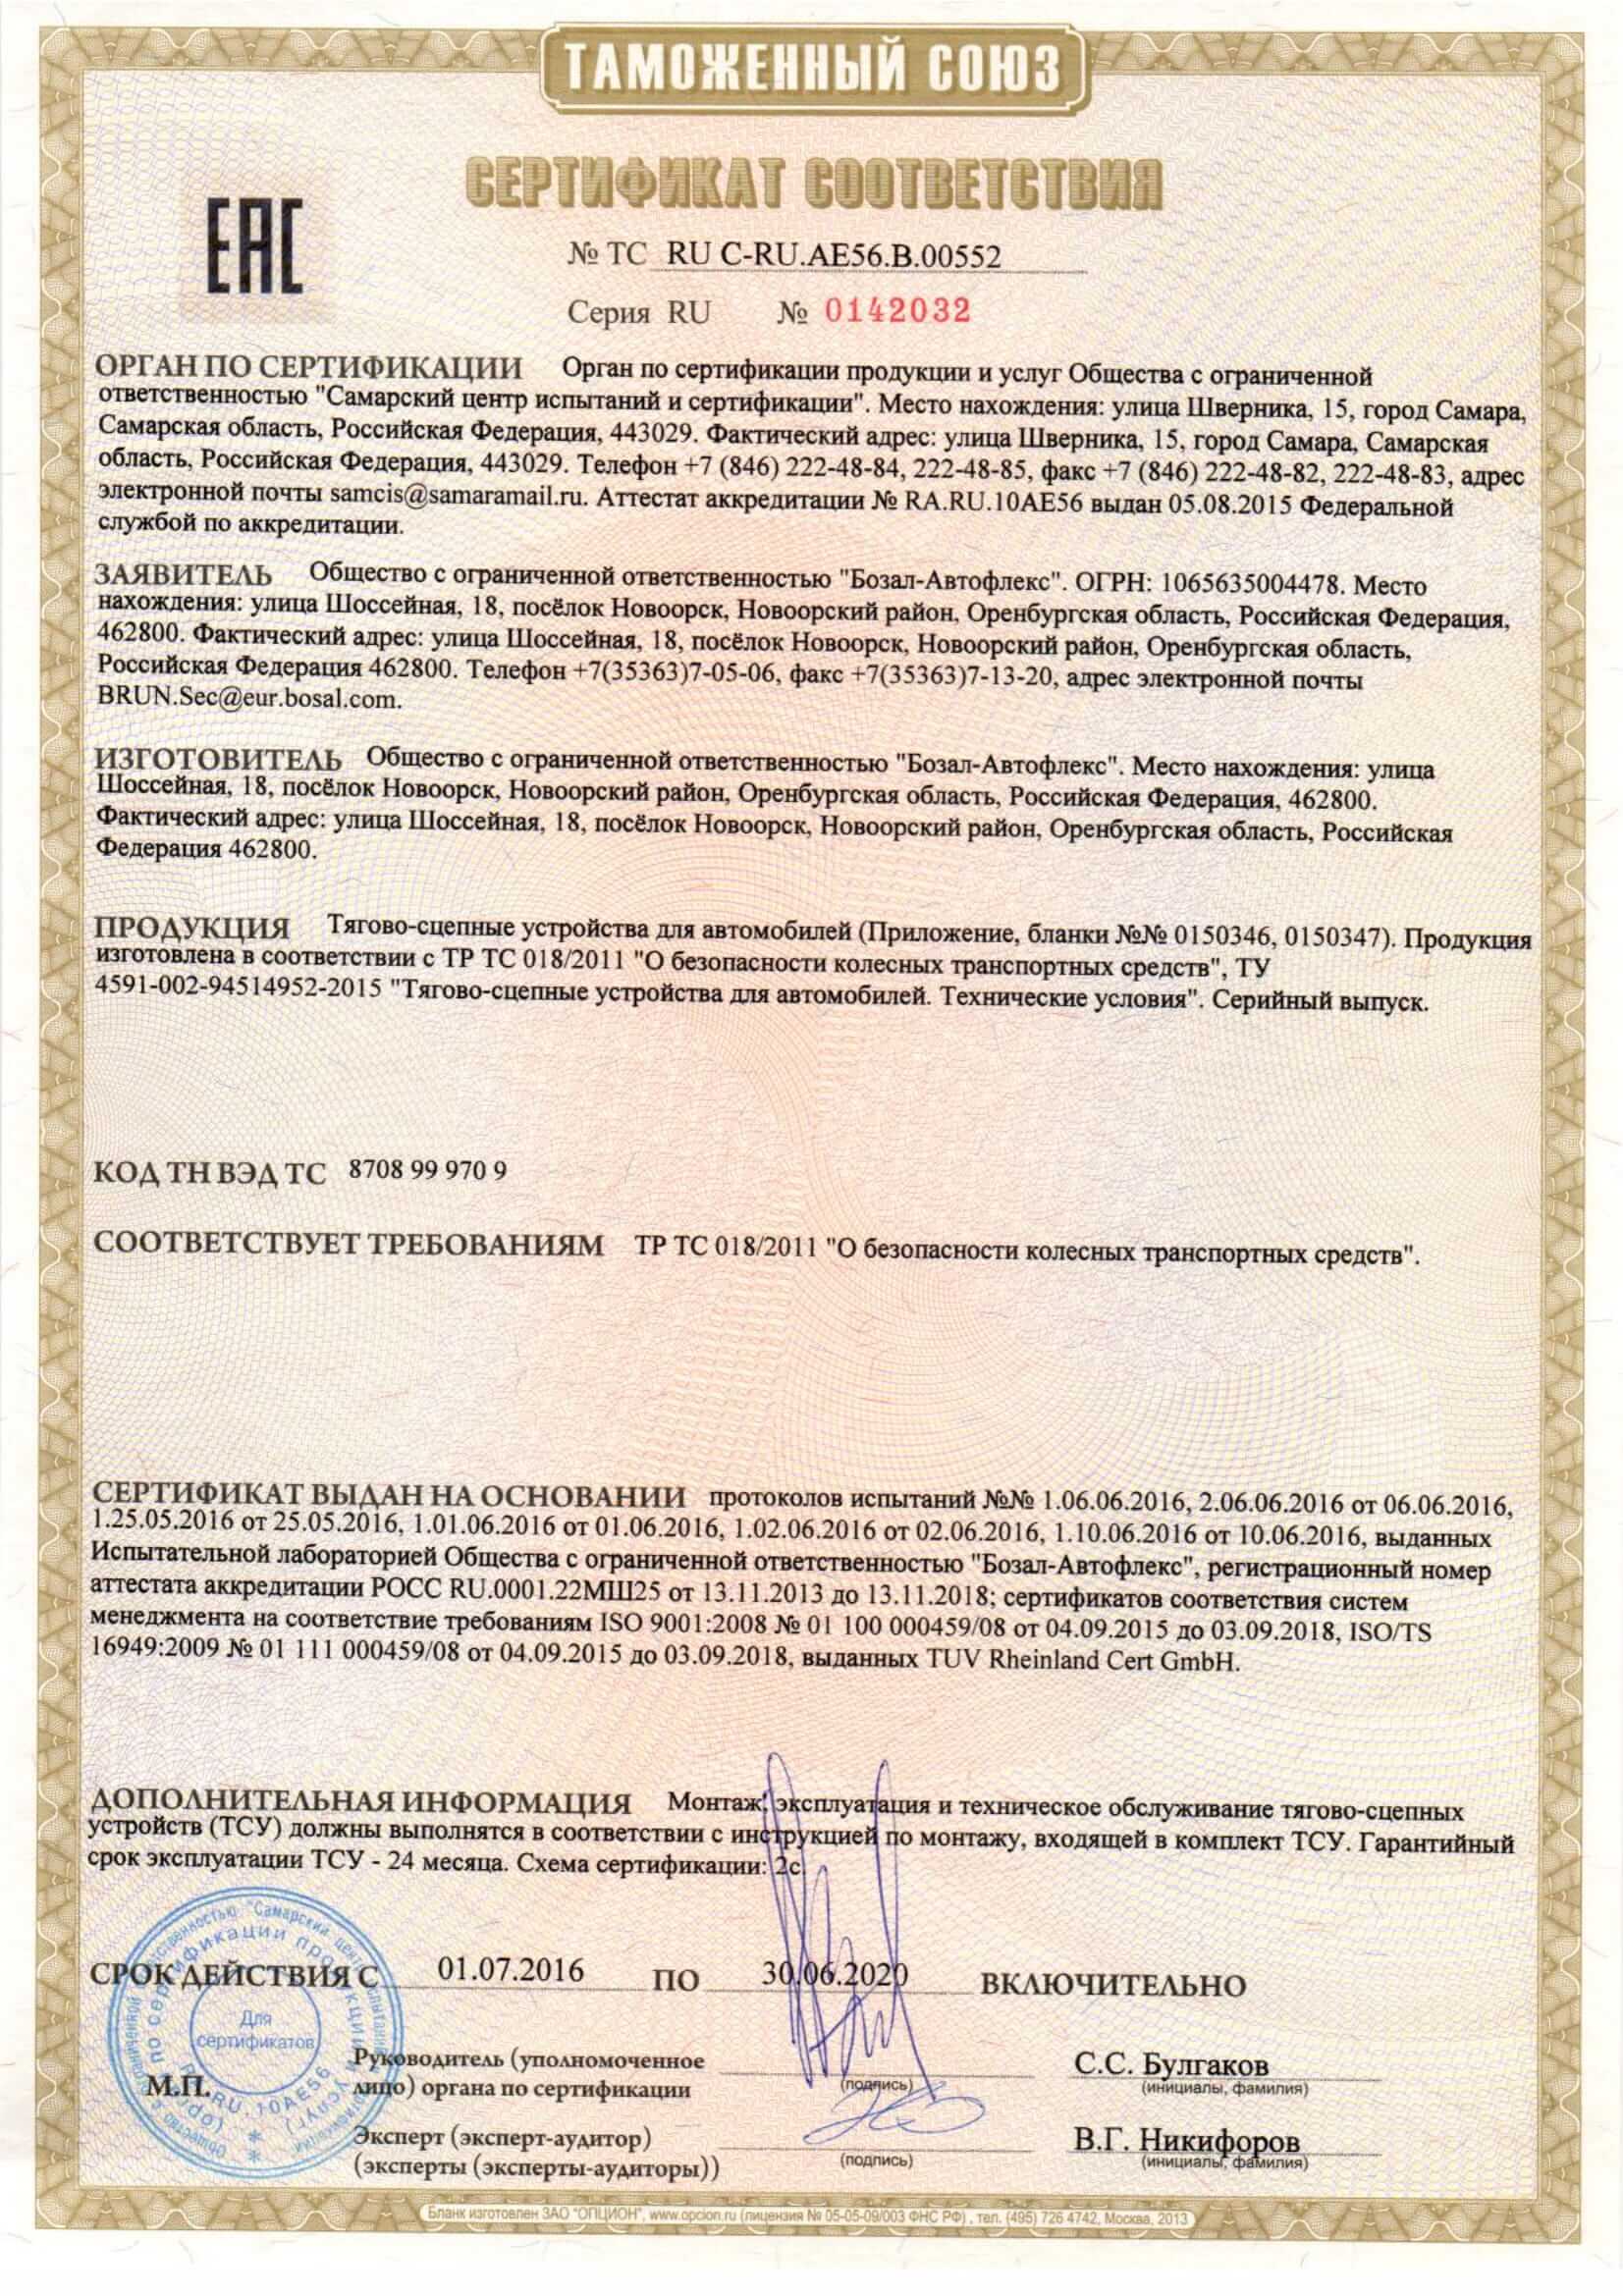 ТАМОЖЕННЫЙ СОЮЗ
СЕРТИФИКАТ СООТВЕТСТВИЯ
ЕАС
№ ТС RU C-RU.АЕ56.В.00552
Серия RU № 0142032
ОРГАН ПО СЕРТИФИКАЦИИ Орган по сертификации продукции и услуг Общества с ограниченной
ответственностью "Самарский центр испытаний и сертификации". Место нахождения: улица Шверника, 15, город Самара,
Самарская область, Российская Федерация, 443029. Фактический адрес: улица Шверника, 15, город Самара, Самарская
область, Российская Федерация, 443029. Телефон +7 (846) 222-48-84, 222-48-85, факс +7 (846) 222-48-82, 222-48-83, адрес
электронной почты samcis@samaramail.ru. Аттестат аккредитации № RA.RU.10АЕ56 выдан 05.08.2015 Федеральной
службой по аккредитации.
ЗАЯВИТЕЛЬ Общество с ограниченной ответственностью "Бозал-Автофлекс". ОГРН: 1065635004478. Место
нахождения: улица Шоссейная, 18, посёлок Новоорск, Новоорский район, Оренбургская область, Российская Федерация,
462800. Фактический адрес: улица Шоссейная, 18, посёлок Новоорск, Новоорский район, Оренбургская область,
Российская Федерация 462800. Телефон +7(35363)7-05-06, факс +7(35363)7-13-20, адрес электронной почты
BRUN.Sec@eur.bosal.com.
ИЗГОТОВИТЕЛЬ Общество с ограниченной ответственностью "Бозал-Автофлекс". Место нахождения: улица
Шоссейная, 18, посёлок Новоорск, Новоорский район, Оренбургская область, Российская Федерация, 462800.
Фактический адрес: улица Шоссейная, 18, посёлок Новоорск, Новоорский район, Оренбургская область, Российская
Федерация 462800.
ПРОДУКЦИЯ Тягово-сцепные устройства для автомобилей (Приложение, бланки №№ 0150346, 0150347). Продукция
изготовлена в соответствии с ТР ТС 018/2011 "О безопасности колесных транспортных средств", ТУ
4591-002-94514952-2015 "Тягово-сцепные устройства для автомобилей. Технические условия". Серийный выпуск.
КОД ТН ВЭД ТС 8708 99 970 9
СООТВЕТСТВУЕТ ТРЕБОВАНИЯМ ТР ТС 018/2011 "О безопасности колесных транспортных средств".
СЕРТИФИКАТ ВЫДАН НА ОСНОВАНИИ протоколов испытаний №№ 1.06.06.2016, 2.06.06.2016 от 06.06.2016,
1.25.05.2016 от 25.05.2016, 1.01.06.2016 от 01.06.2016, 1.02.06.2016 от 02.06.2016, 1.10.06.2016 от 10.06.2016, выданных
Испытательной лабораторией Общества с ограниченной ответственностью "Бозал-Автофлекс", регистрационный номер
аттестата аккредитации РОСС RU.0001.22МШ25 от 13.11.2013 до 13.11.2018; сертификатов соответствия систем
менеджмента на соответствие требованиям ISO 9001:2008 № 01 100 000459/08 от 04.09.2015 до 03.09.2018, ISO/TS
16949:2009 № 01 111 000459/08 от 04.09.2015 до 03.09.2018, выданных TUV Rheinland Cert GmbH.
ДОПОЛНИТЕЛЬНАЯ ИНФОРМАЦИЯ Монтаж, эксплуатация и техническое обслуживание тягово-сцепных
устройств (ТСУ) должны выполнятся в соответствии с инструкцией по монтажу, входящей в комплект ТСУ. Гарантийный
срок эксплуатации ТСУ - 24 месяца. Схема сертификации: 2с
СРОК ДЕЙСТВИЯ С 01.07.2016 ПО 30.06.2020 ВКЛЮЧИТЕЛЬНО
Для
сертификатов
М.П.
Руководитель (уполномоченное
лицо) органа по сертификации
(подпись)
С.С. Булгаков
(инициалы, фамилия)
Эксперт (эксперт-аудитор)
(эксперты (эксперты-аудиторы))
(подпись)
В.Г. Никифоров
(инициалы, фамилия)
Бланк изготовлен ЗАО "ОПЦИОН", www.opcion.ru (лицензия № 05-05-09/003 ФНС РФ), тел. (495) 726 4742, Москва, 2013